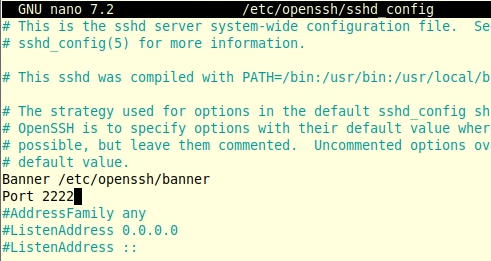 GNU nano 7.2 /etc/openssh/sshd_config
# This is the sshd server system-wide configuration file.
# sshd_config(5) for more information.
# This sshd was compiled with PATH=/bin:/usr/bin:/usr/local/b
# The strategy used for options in the default sshd_config sh
# OpenSSH is to specify options with their default value wher
# possible, but leave them commented.  Uncommented options ov
# default value.
Banner /etc/openssh/banner
Port 2222
#AddressFamily any
#ListenAddress 0.0.0.0
#ListenAddress ::